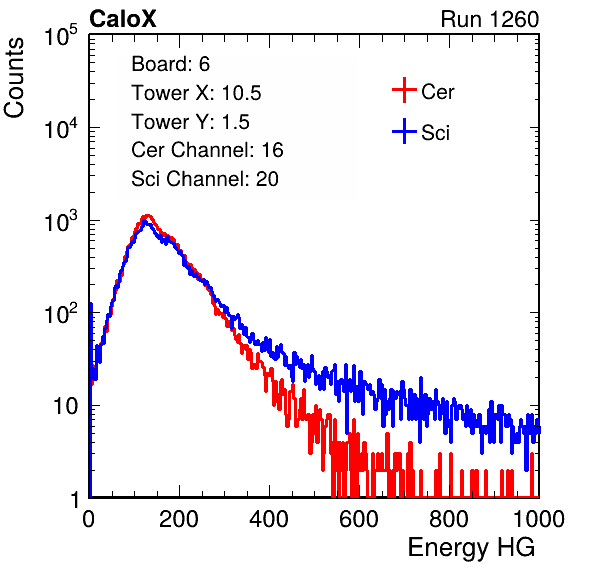 CaloX Run 1260
Counts
10^5
10^4
10^3
10^2
10
1
Board: 6
Tower X: 10.5
Tower Y: 1.5
Cer Channel: 16
Sci Channel: 20
Cer
Sci
0 200 400 600 800 1000
Energy HG